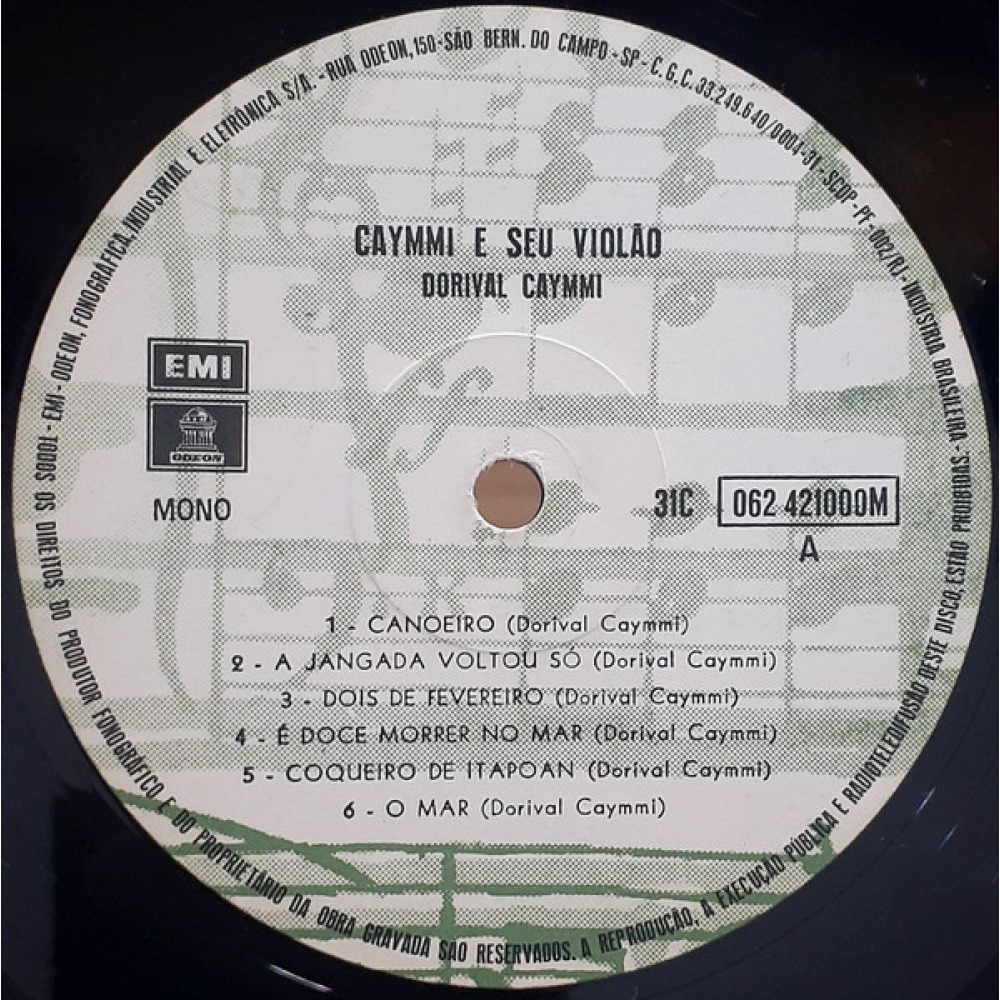 EMI - ODEON, FONOGRÁFICA, INDUSTRIAL E ELETRÔNICA S/A. - RUA ODEON, 150 - SÃO BERN. DO CAMPO - SP - C.G.C. 33.249.640/0004-31 - SCDP - PF - 002/RJ - INDÚSTRIA BRASILEIRA - TODOS OS DIREITOS DO PRODUTOR FONOGRÁFICO E DO PROPRIETÁRIO DA OBRA GRAVADA SÃO RESERVADOS. A REPRODUÇÃO, A EXECUÇÃO PÚBLICA E RADIOTELEDIFUSÃO DESTE DISCO, ESTÃO PROIBIDAS.
CAYMMI E SEU VIOLÃO
DORIVAL CAYMMI
EMI
ODEON
MONO
31C 062 421000M
A
1 - CANOEIRO (Dorival Caymmi)
2 - A JANGADA VOLTOU SÓ (Dorival Caymmi)
3 - DOIS DE FEVEREIRO (Dorival Caymmi)
4 - É DOCE MORRER NO MAR (Dorival Caymmi)
5 - COQUEIRO DE ITAPOAN (Dorival Caymmi)
6 - O MAR (Dorival Caymmi)